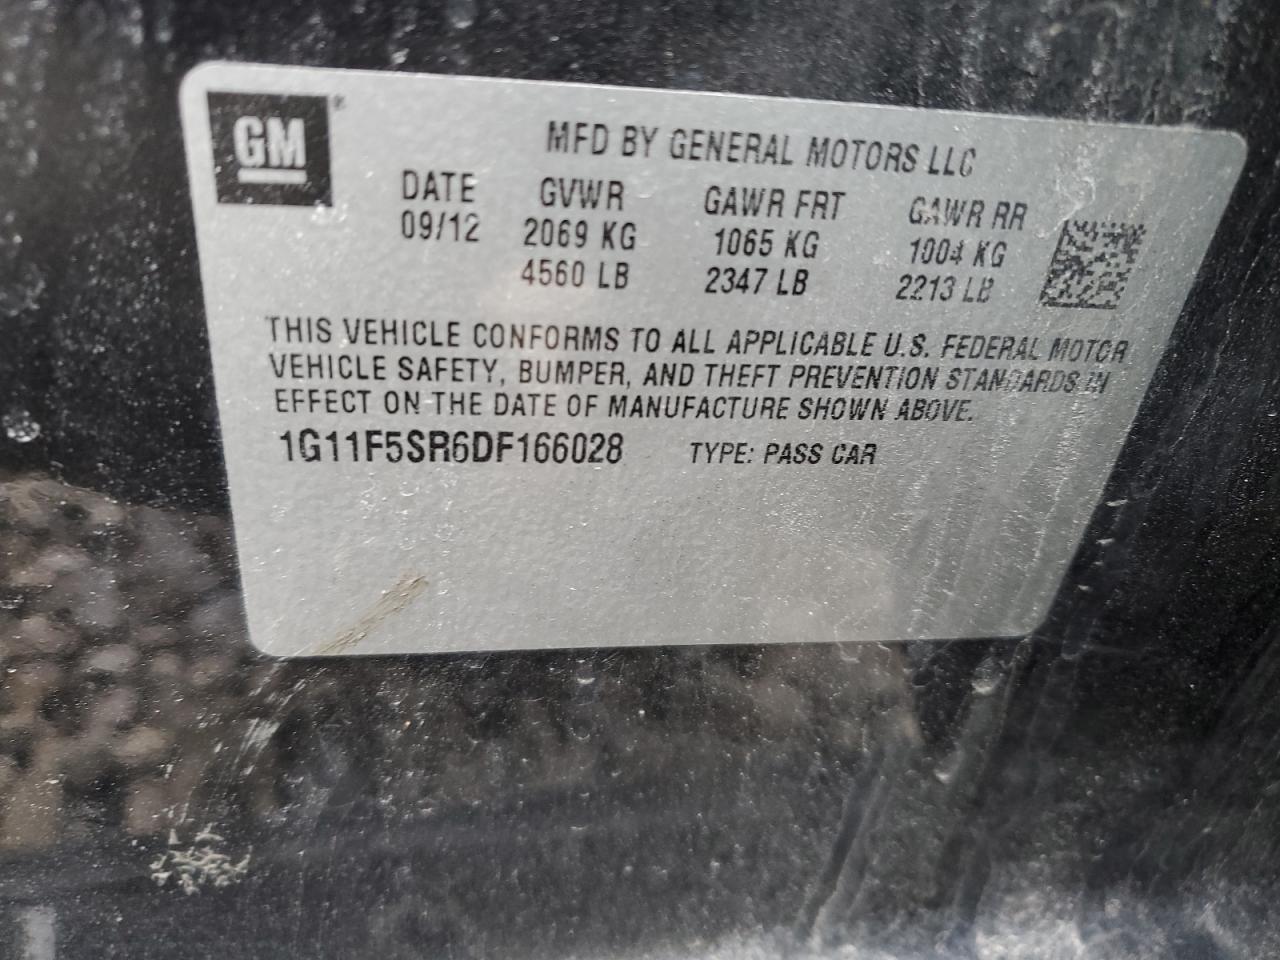 GM®
MFD BY GENERAL MOTORS LLC
DATE GVWR GAWR FRT GAWR RR
09/12 2069 KG 1065 KG 1004 KG
4560 LB 2347 LB 2213 LB
THIS VEHICLE CONFORMS TO ALL APPLICABLE U.S. FEDERAL MOTOR
VEHICLE SAFETY, BUMPER, AND THEFT PREVENTION STANDARDS IN
EFFECT ON THE DATE OF MANUFACTURE SHOWN ABOVE.
1G11F5SR6DF166028 TYPE: PASS CAR